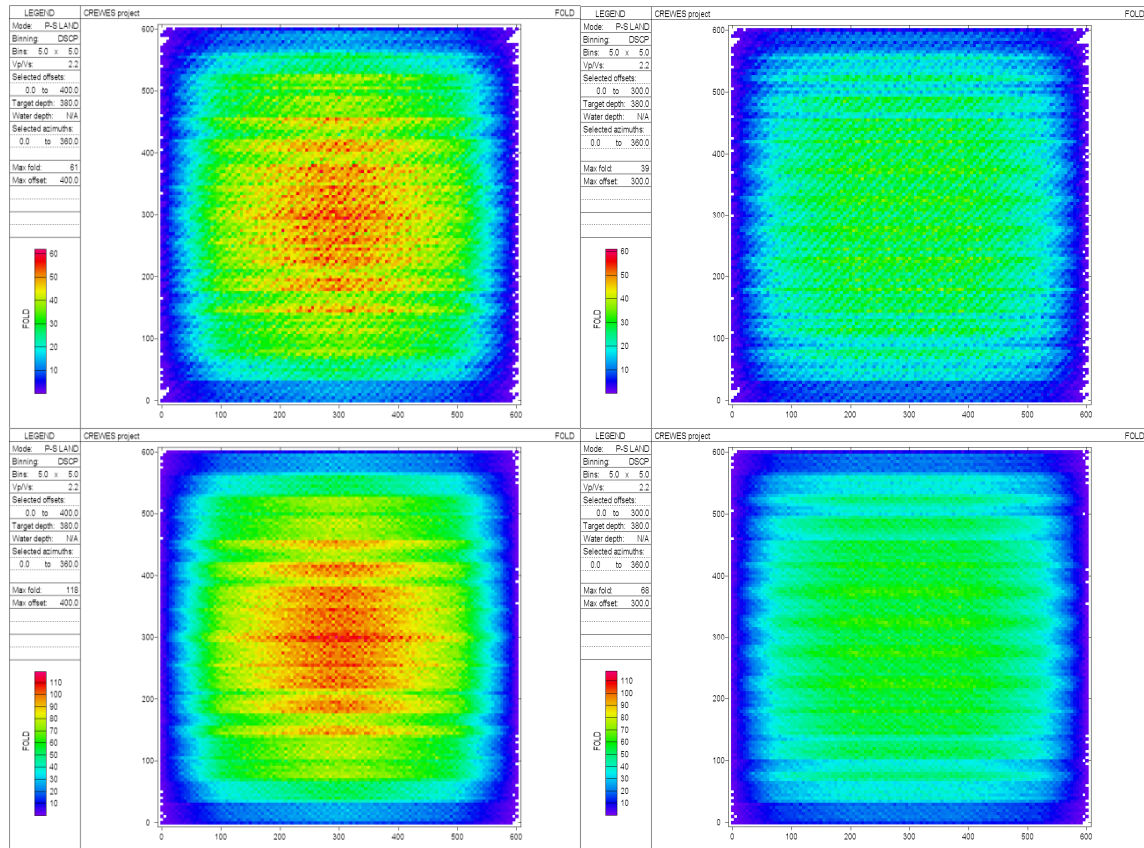 LEGEND
CREWES project
FOLD
Mode: P-S LAND
Binning: DSCP
Bins: 5.0 x 5.0
Vp/Vs: 2.2
Selected offsets:
0.0 to 400.0
Target depth: 380.0
Water depth: N/A
Selected azimuths:
0.0 to 360.0
Max fold: 61
Max offset: 400.0
FOLD
60
50
40
30
20
10
600
500
400
300
200
100
0
0 100 200 300 400 500 600
LEGEND
CREWES project
FOLD
Mode: P-S LAND
Binning: DSCP
Bins: 5.0 x 5.0
Vp/Vs: 2.2
Selected offsets:
0.0 to 300.0
Target depth: 380.0
Water depth: N/A
Selected azimuths:
0.0 to 360.0
Max fold: 39
Max offset: 300.0
FOLD
60
50
40
30
20
10
600
500
400
300
200
100
0
0 100 200 300 400 500 600
LEGEND
CREWES project
FOLD
Mode: P-S LAND
Binning: DSCP
Bins: 5.0 x 5.0
Vp/Vs: 2.2
Selected offsets:
0.0 to 400.0
Target depth: 380.0
Water depth: N/A
Selected azimuths:
0.0 to 360.0
Max fold: 118
Max offset: 400.0
FOLD
110
100
90
80
70
60
50
40
30
20
10
600
500
400
300
200
100
0
0 100 200 300 400 500 600
LEGEND
CREWES project
FOLD
Mode: P-S LAND
Binning: DSCP
Bins: 5.0 x 5.0
Vp/Vs: 2.2
Selected offsets:
0.0 to 300.0
Target depth: 380.0
Water depth: N/A
Selected azimuths:
0.0 to 360.0
Max fold: 68
Max offset: 300.0
FOLD
110
100
90
80
70
60
50
40
30
20
10
600
500
400
300
200
100
0
0 100 200 300 400 500 600